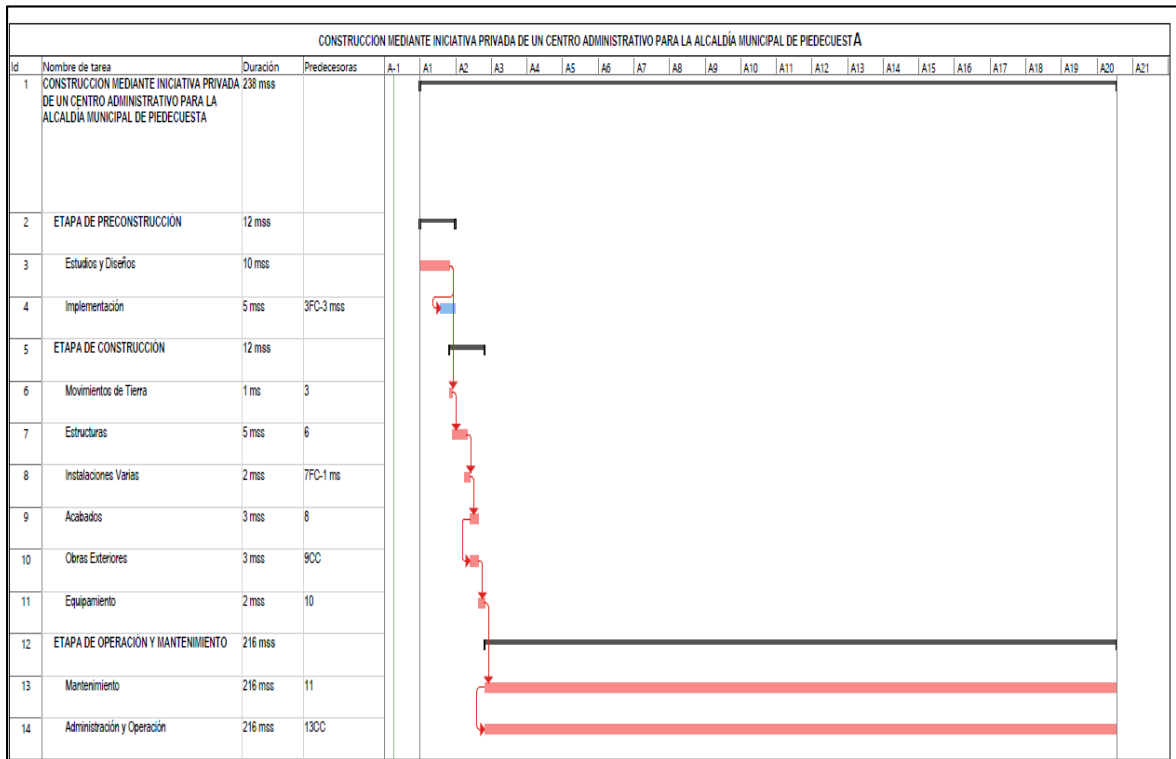 CONSTRUCCION MEDIANTE INICIATIVA PRIVADA DE UN CENTRO ADMINISTRATIVO PARA LA ALCALDÍA MUNICIPAL DE PIEDECUESTA
Id Nombre de tarea Duración Predecesoras A-1 A1 A2 A3 A4 A5 A6 A7 A8 A9 A10 A11 A12 A13 A14 A15 A16 A17 A18 A19 A20 A21
1 CONSTRUCCION MEDIANTE INICIATIVA PRIVADA 238 mss
DE UN CENTRO ADMINISTRATIVO PARA LA
ALCALDÍA MUNICIPAL DE PIEDECUESTA
2 ETAPA DE PRECONSTRUCCIÓN 12 mss
3 Estudios y Diseños 10 mss
4 Implementación 5 mss 3FC-3 mss
5 ETAPA DE CONSTRUCCIÓN 12 mss
6 Movimientos de Tierra 1 ms 3
7 Estructuras 5 mss 6
8 Instalaciones Varias 2 mss 7FC-1 ms
9 Acabados 3 mss 8
10 Obras Exteriores 3 mss 9CC
11 Equipamiento 2 mss 10
12 ETAPA DE OPERACIÓN Y MANTENIMIENTO 216 mss
13 Mantenimiento 216 mss 11
14 Administración y Operación 216 mss 13CC